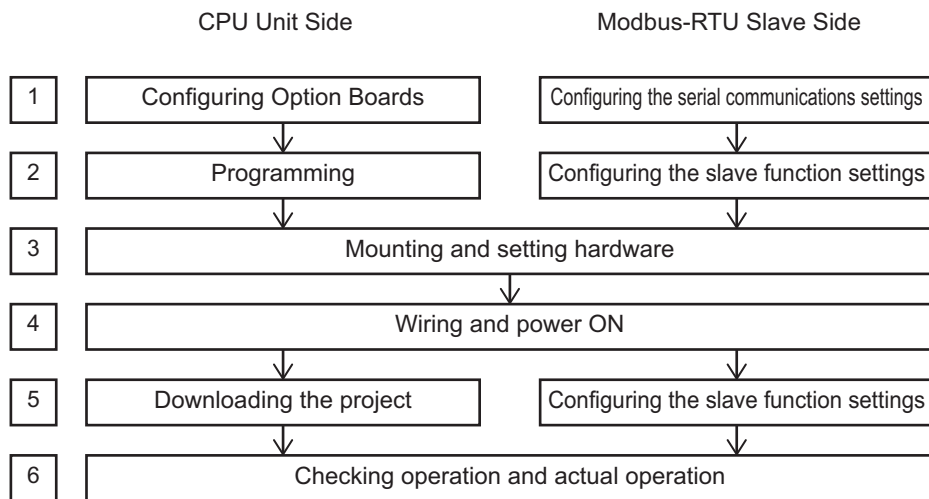 CPU Unit Side
Modbus-RTU Slave Side
1
Configuring Option Boards
Configuring the serial communications settings
2
Programming
Configuring the slave function settings
3
Mounting and setting hardware
4
Wiring and power ON
5
Downloading the project
Configuring the slave function settings
6
Checking operation and actual operation